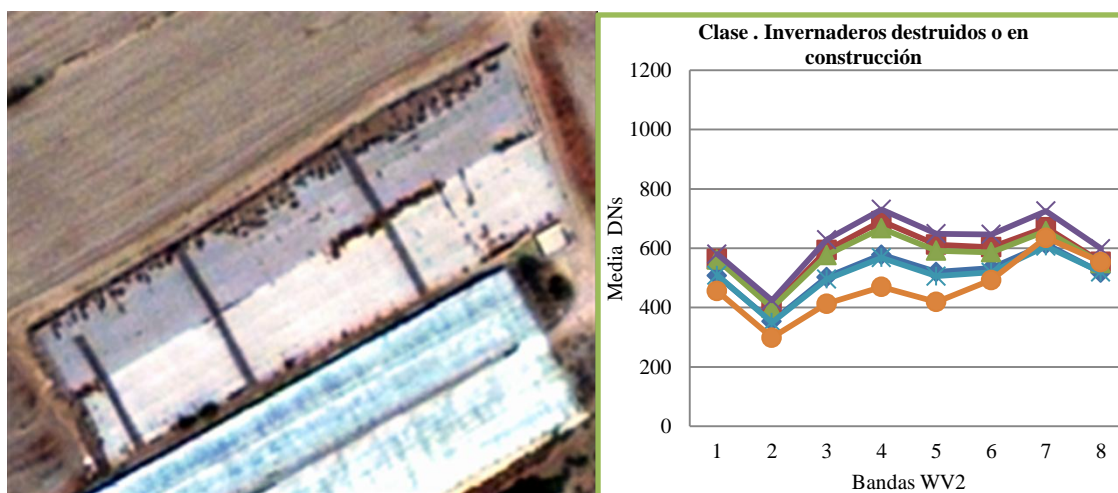 Clase . Invernaderos destruidos o en
construcción
1200
1000
800
600
400
200
0
Media DNs
1 2 3 4 5 6 7 8
Bandas WV2